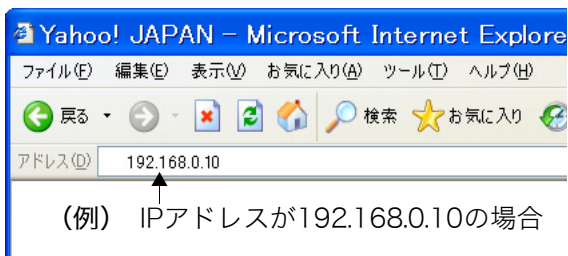 Yahoo! JAPAN - Microsoft Internet Explore
ファイル(F) 編集(E) 表示(V) お気に入り(A) ツール(T) ヘルプ(H)
戻る 検索 お気に入り
アドレス(D) 192.168.0.10
（例） IPアドレスが192.168.0.10の場合